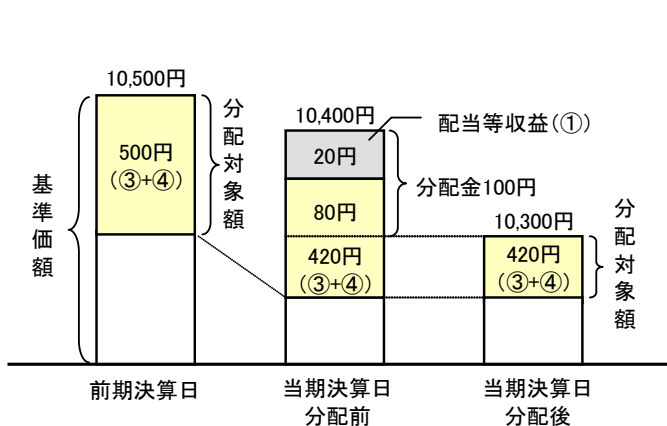 10,500円
分配対象額
500円
（③+④）
基準価額
10,400円
配当等収益（①）
20円
80円
分配金100円
420円
（③+④）
10,300円
420円
（③+④）
分配対象額
前期決算日
当期決算日
分配前
当期決算日
分配後